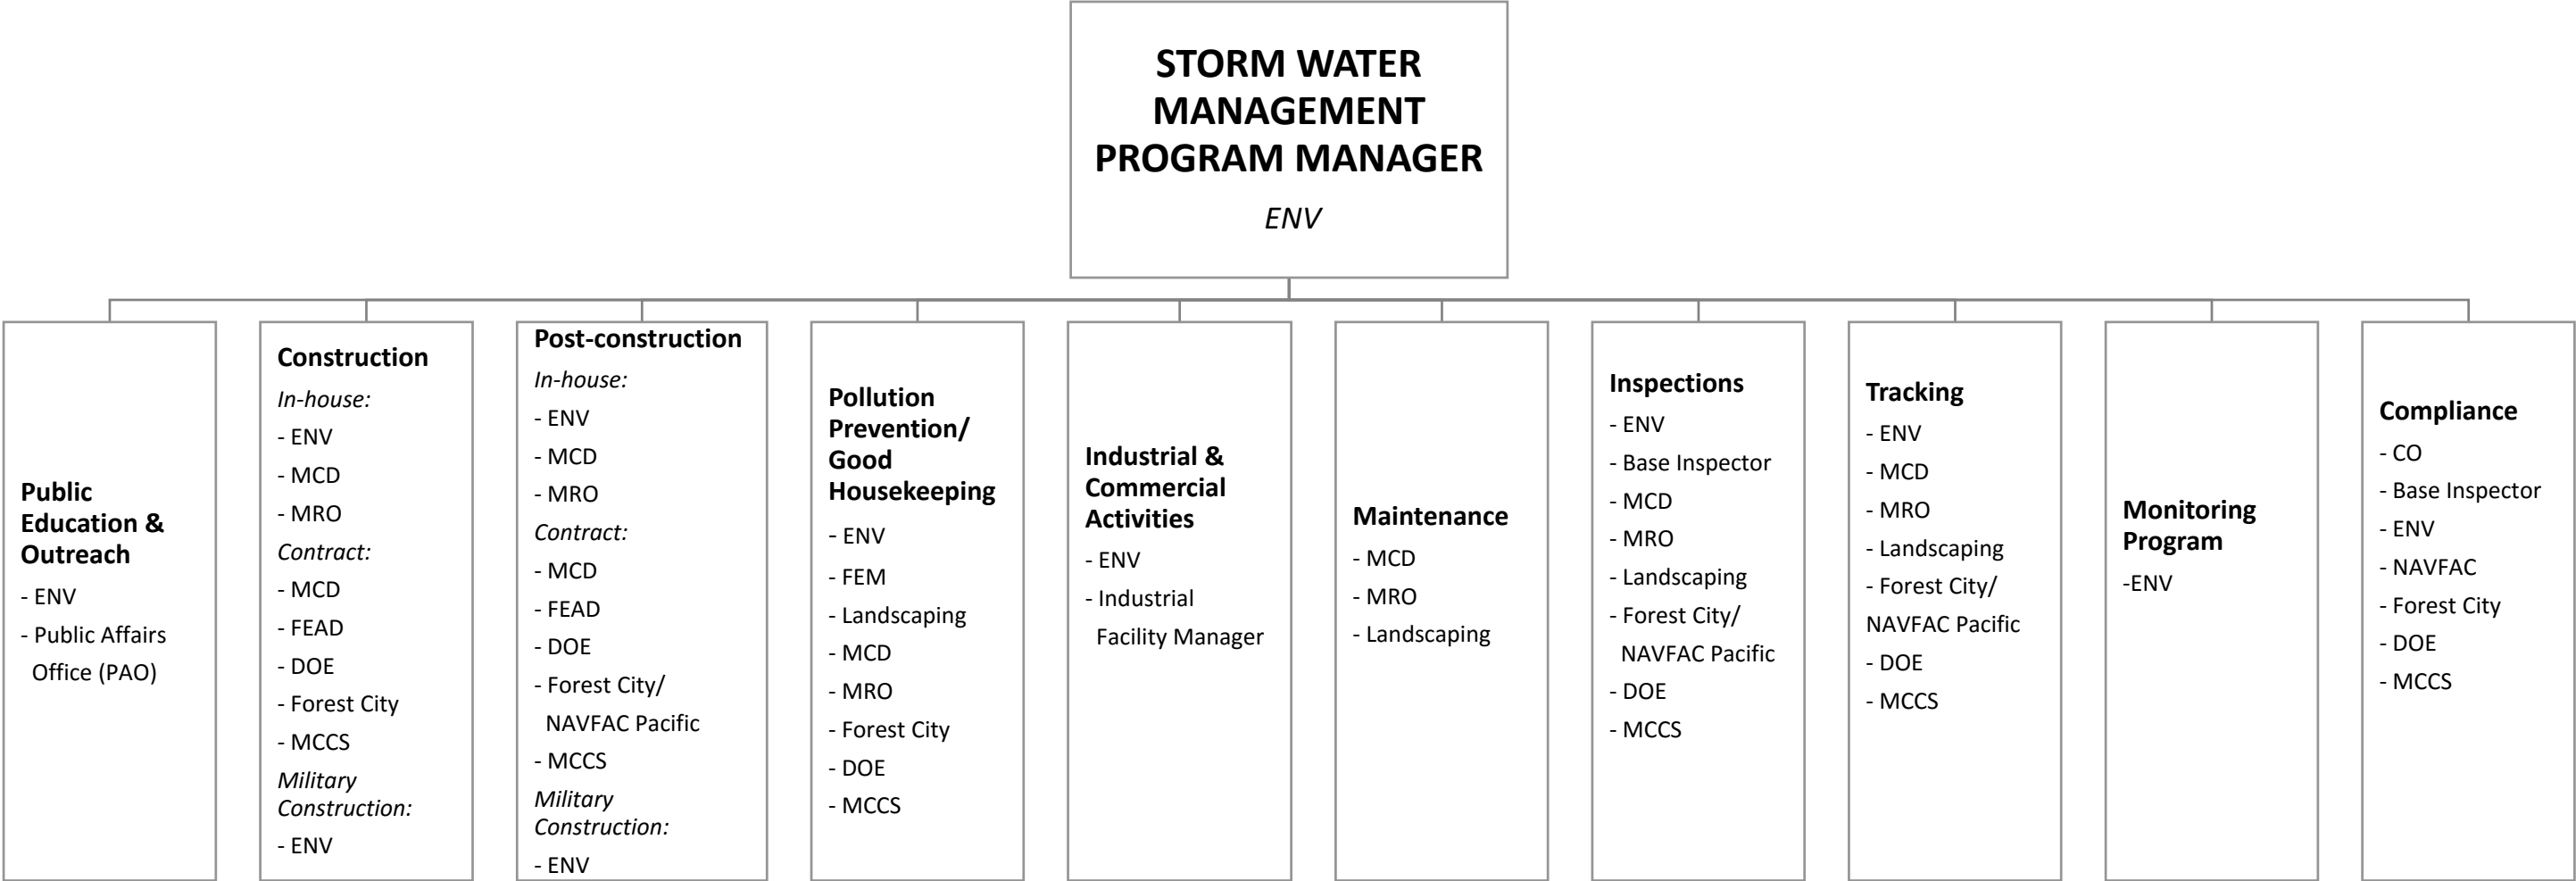 STORM WATER
MANAGEMENT
PROGRAM MANAGER
ENV
Public
Education &
Outreach
- ENV
- Public Affairs
Office (PAO)
Construction
In-house:
- ENV
- MCD
- MRO
Contract:
- MCD
- FEAD
- DOE
- Forest City
- MCCS
Military
Construction:
- ENV
Post-construction
In-house:
- ENV
- MCD
- MRO
Contract:
- MCD
- FEAD
- DOE
- Forest City/
NAVFAC Pacific
- MCCS
Military
Construction:
- ENV
Pollution
Prevention/
Good
Housekeeping
- ENV
- FEM
- Landscaping
- MCD
- MRO
- Forest City
- DOE
- MCCS
Industrial &
Commercial
Activities
- ENV
- Industrial
Facility Manager
Maintenance
- MCD
- MRO
- Landscaping
Inspections
- ENV
- Base Inspector
- MCD
- MRO
- Landscaping
- Forest City/
NAVFAC Pacific
- DOE
- MCCS
Tracking
- ENV
- MCD
- MRO
- Landscaping
- Forest City/
NAVFAC Pacific
- DOE
- MCCS
Monitoring
Program
-ENV
Compliance
- CO
- Base Inspector
- ENV
- NAVFAC
- Forest City
- DOE
- MCCS